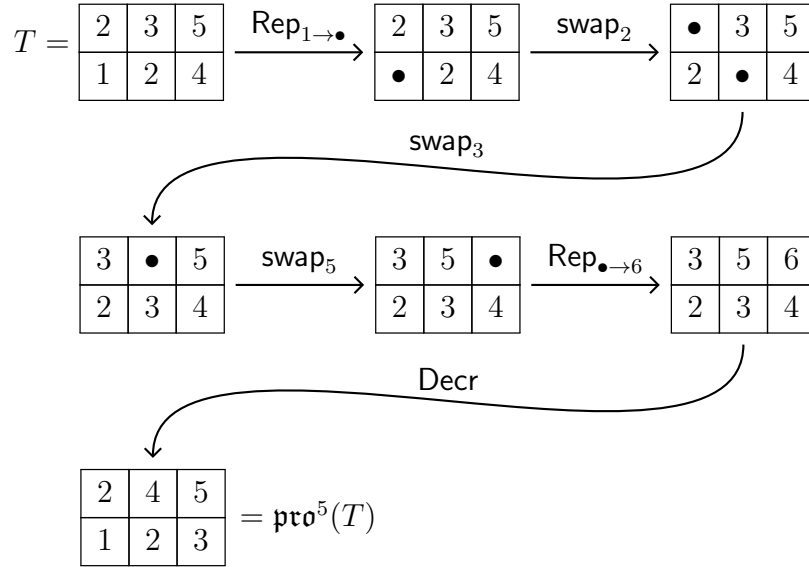 T = 2 3 5 Rep₁→• 2 3 5 swap₂ • 3 5
1 2 4 • 2 4 2 • 4
swap₃
3 • 5 swap₅ 3 5 • Rep•→₆ 3 5 6
2 3 4 2 3 4 2 3 4
Decr
2 4 5
1 2 3 = 𝔭𝔯𝔬⁵(T)